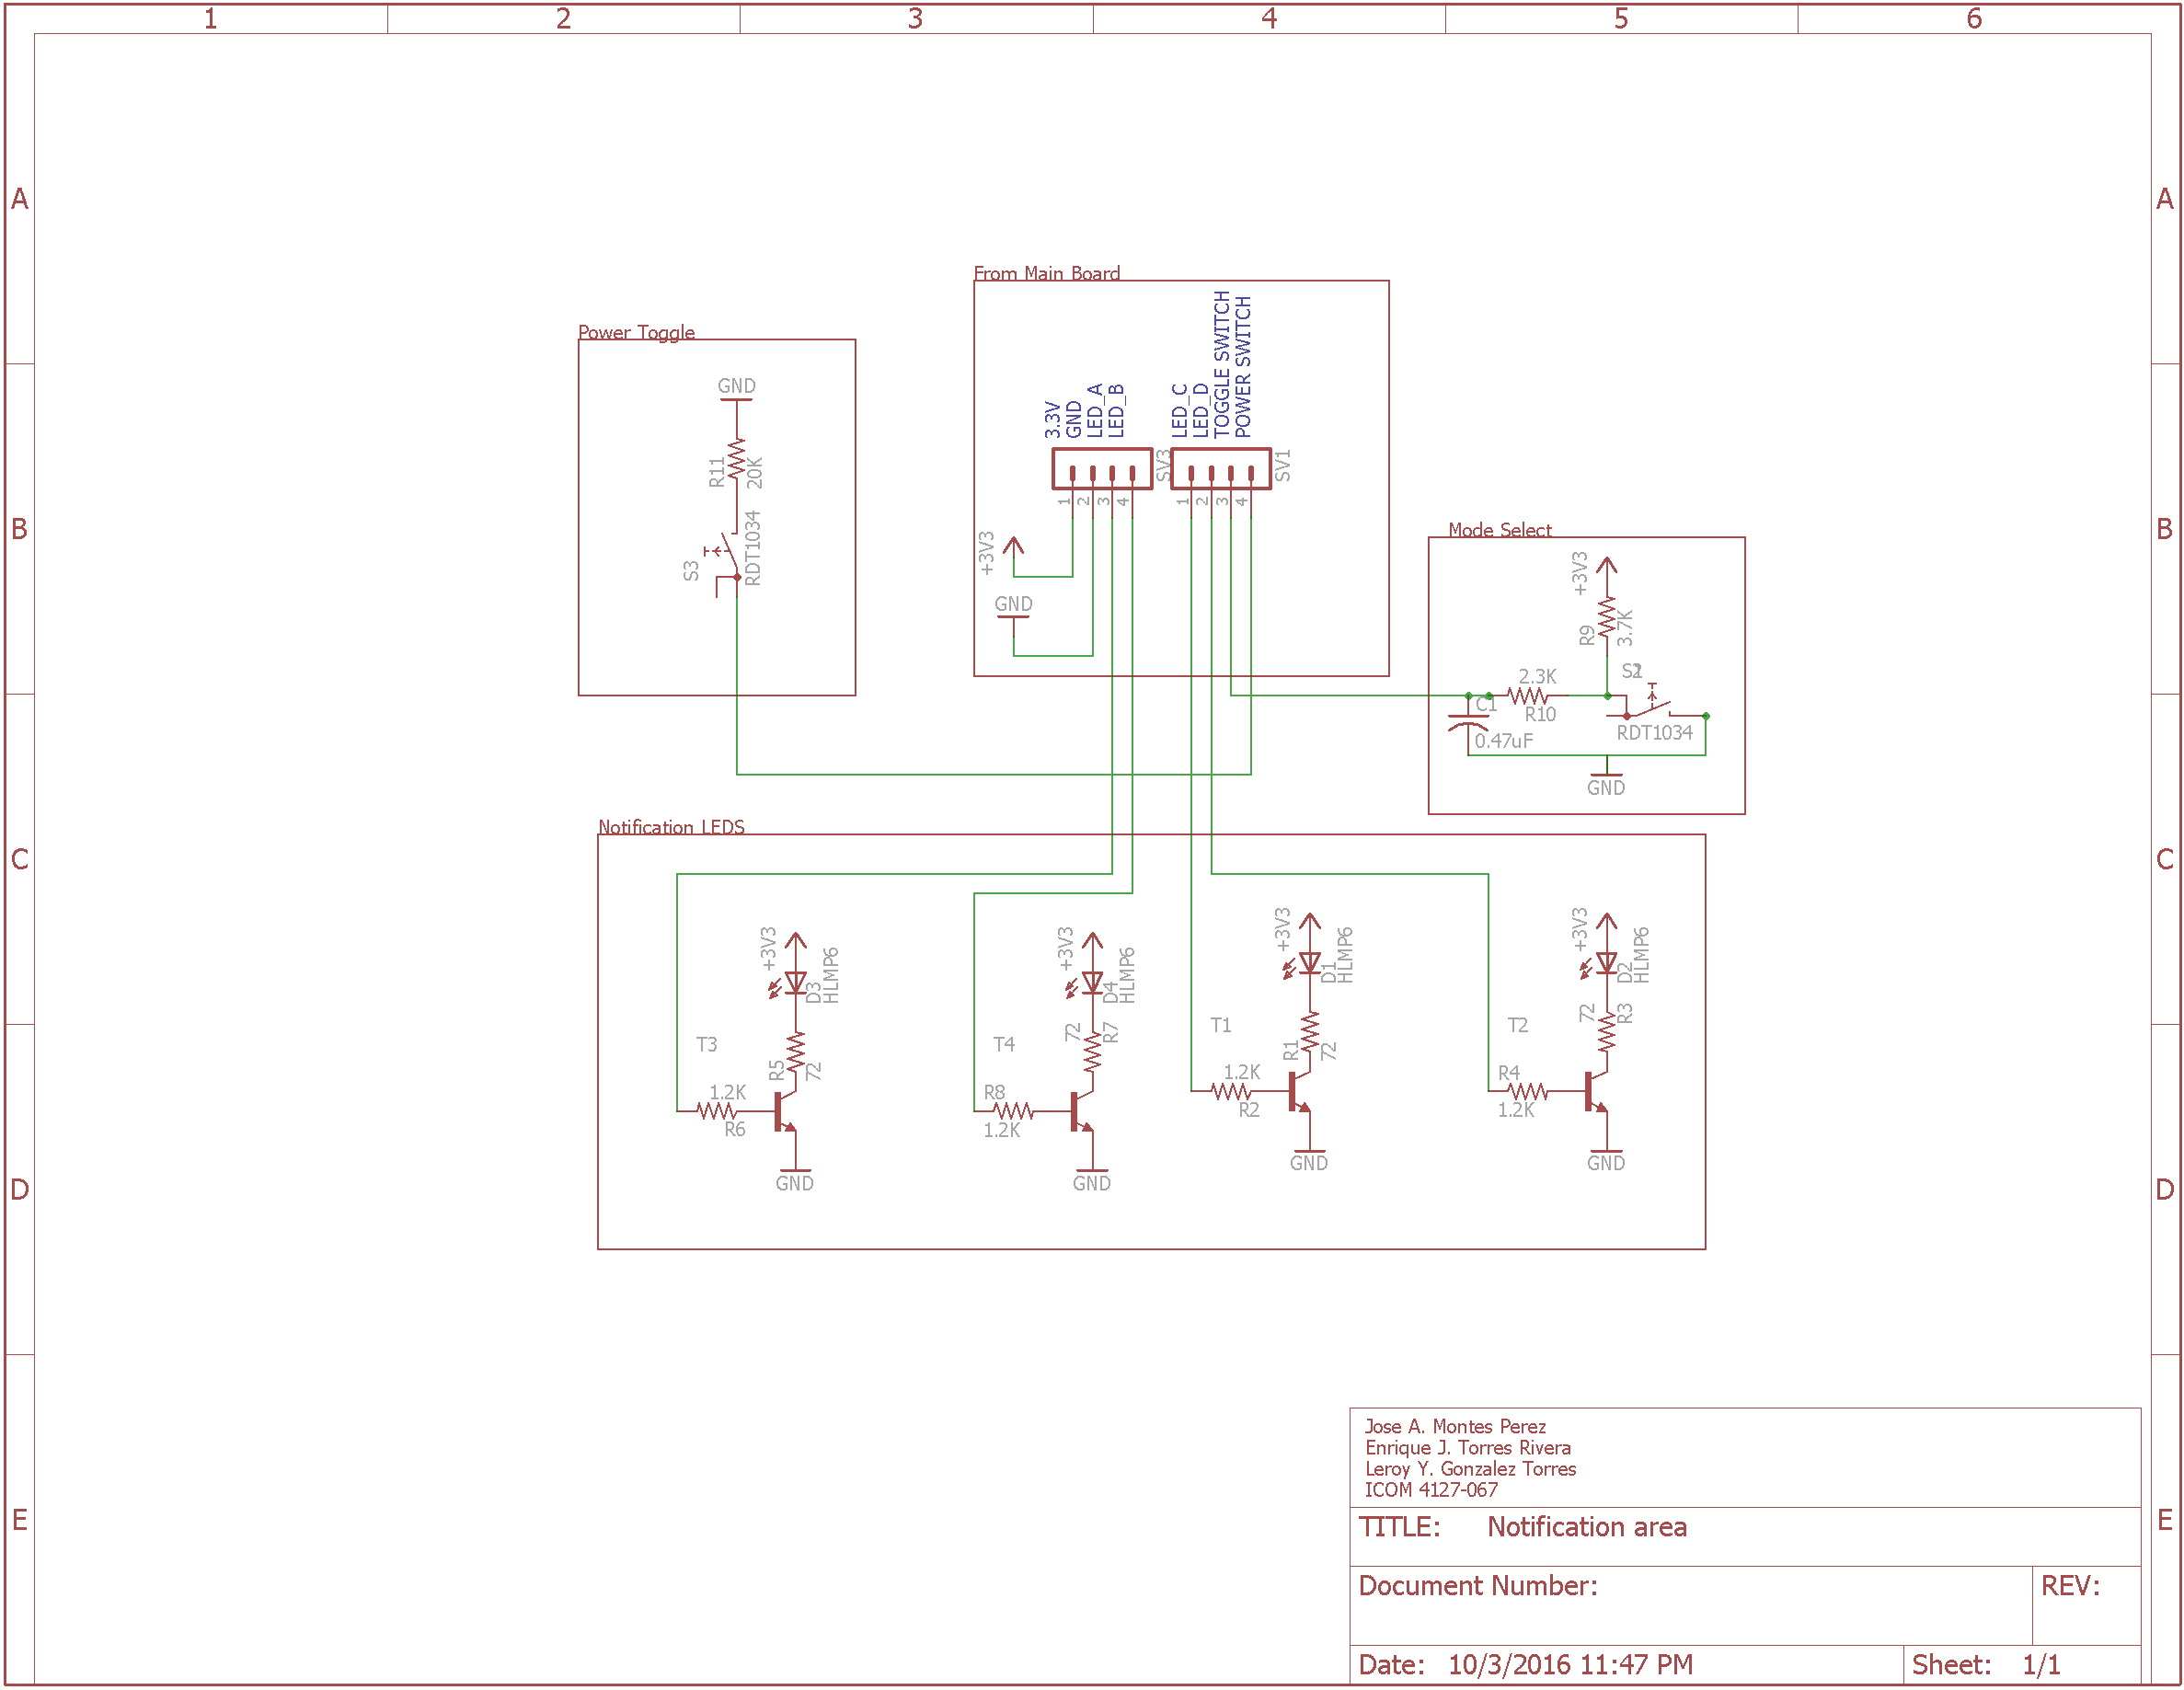 1 2 3 4 5 6
A A
B B
C C
D D
E E
From Main Board
3.3V
GND
LED_A
LED_B
LED_C
LED_D
TOGGLE SWITCH
POWER SWITCH
SV3
SV1
1 2 3 4
1 2 3 4
+3V3
GND
Power Toggle
GND
R11
20K
S3
RDT1034
Mode Select
+3V3
R9
3.7K
2.3K
R10
C1
0.47uF
RDT1034
GND
Notification LEDS
+3V3
D3
HLMP6
T3
R5
72
1.2K
R6
GND
+3V3
D4
HLMP6
T4
72
R7
R8
1.2K
GND
+3V3
D1
HLMP6
T1
R1
72
1.2K
R2
GND
+3V3
D2
HLMP6
T2
72
R3
R4
1.2K
GND
Jose A. Montes Perez
Enrique J. Torres Rivera
Leroy Y. Gonzalez Torres
ICOM 4127-067
TITLE: Notification area
Document Number:
REV:
Date: 10/3/2016 11:47 PM
Sheet: 1/1